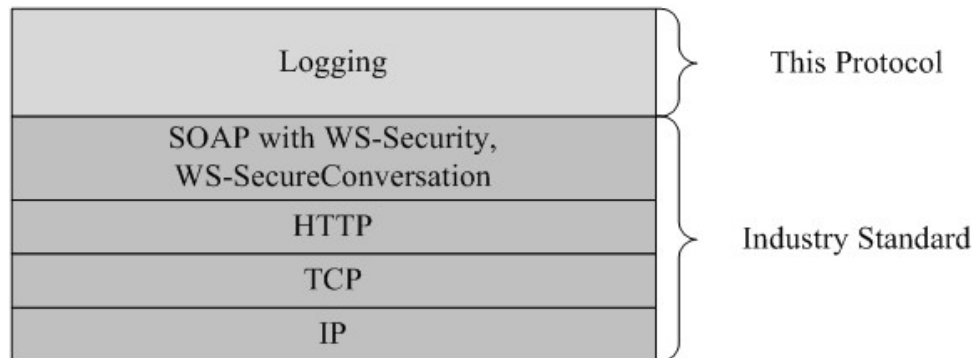 Logging
This Protocol
SOAP with WS-Security,
WS-SecureConversation
HTTP
Industry Standard
TCP
IP